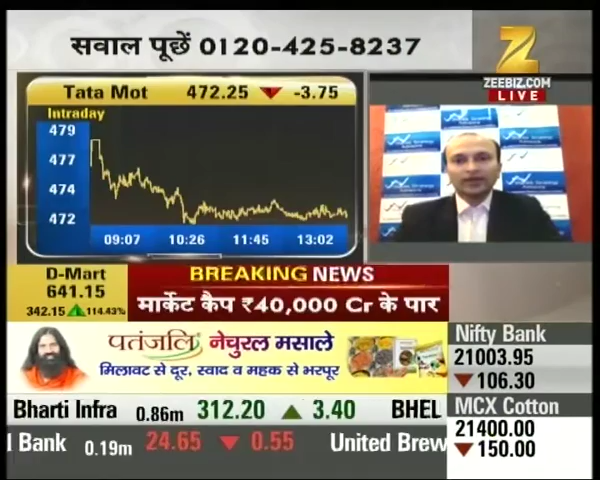 सवाल पूछें 0120-425-8237
ZEEBIZ.COM
LIVE
Tata Mot 472.25 -3.75
Intraday
479
477
474
472
09:07 10:26 11:45 13:02
D-Mart
641.15
342.15 114.43%
BREAKING NEWS
मार्केट कैप ₹40,000 Cr के पार
पतंजलि नेचुरल मसाले
मिलावट से दूर, स्वाद व महक से भरपूर
Nifty Bank
21003.95
106.30
Bharti Infra 0.86m 312.20 3.40 BHEL
MCX Cotton
21400.00
150.00
Bank 0.19m 24.65 0.55 United Brew